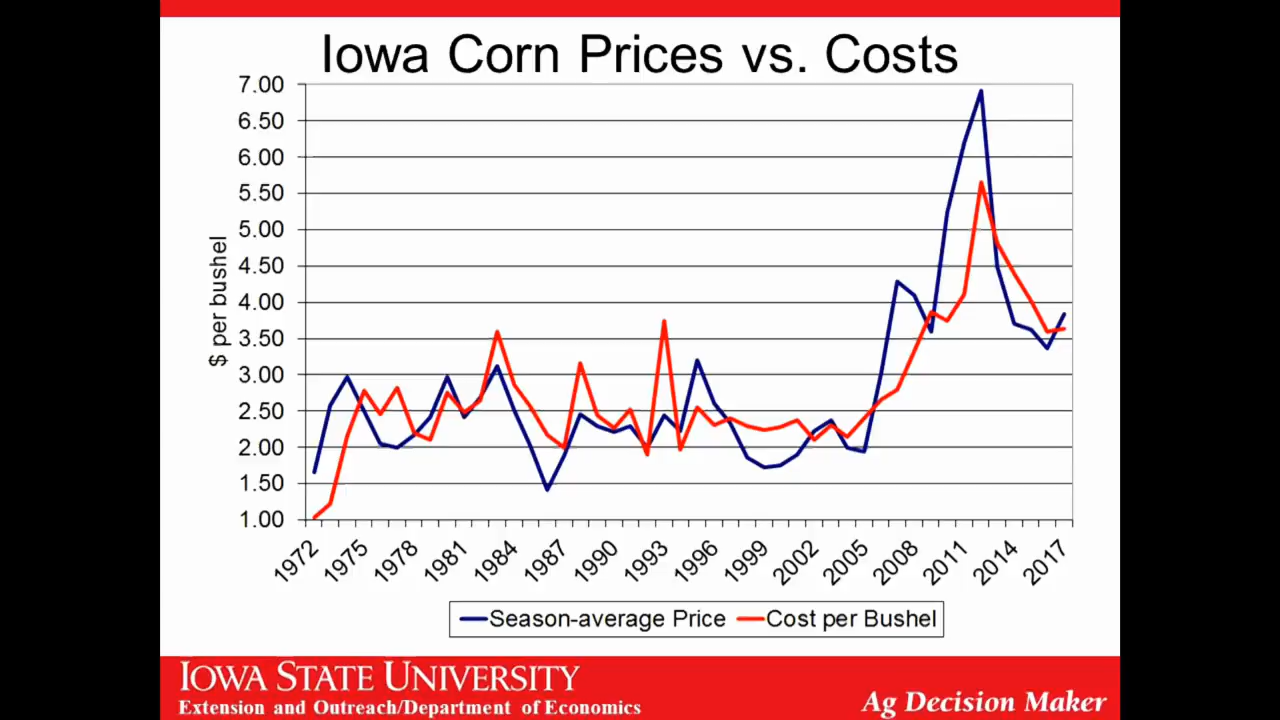 Iowa Corn Prices vs. Costs
7.00
6.50
6.00
5.50
5.00
4.50
4.00
3.50
3.00
2.50
2.00
1.50
1.00
$ per bushel
1972 1975 1978 1981 1984 1987 1990 1993 1996 1999 2002 2005 2008 2011 2014 2017
Season-average Price Cost per Bushel
IOWA STATE UNIVERSITY
Extension and Outreach/Department of Economics
Ag Decision Maker